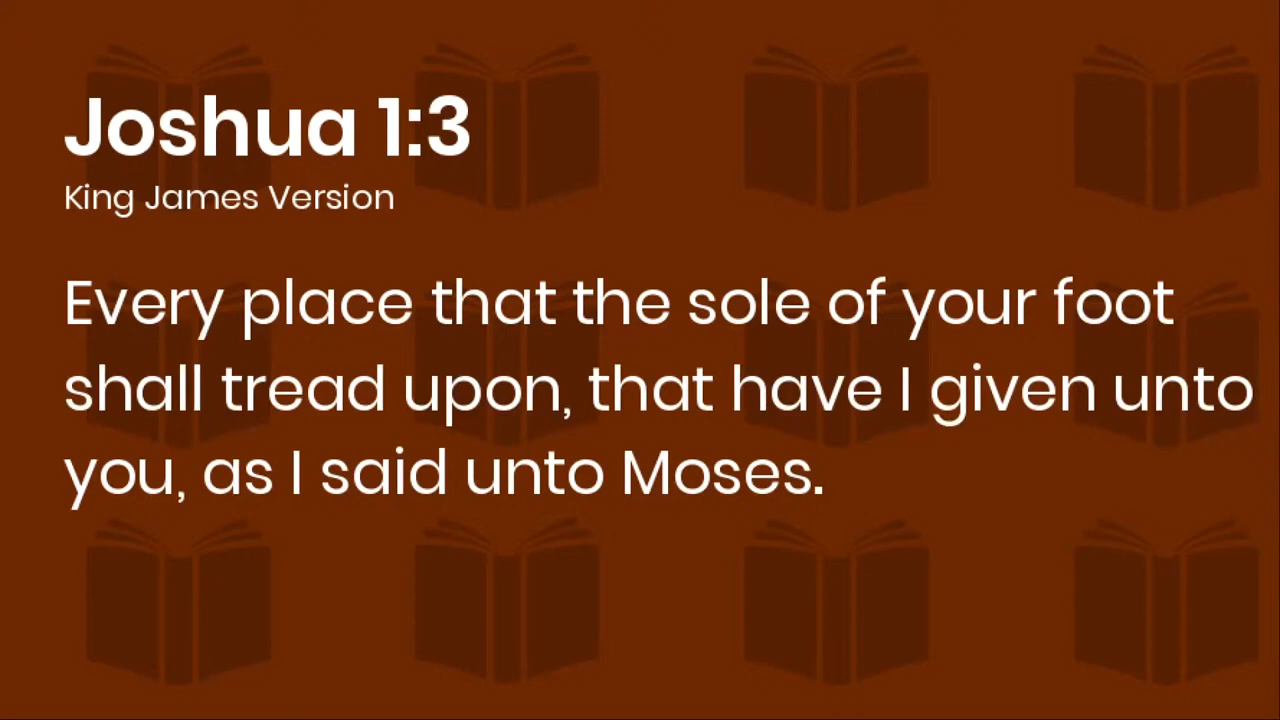 Joshua 1:3
King James Version
Every place that the sole of your foot
shall tread upon, that have I given unto
you, as I said unto Moses.